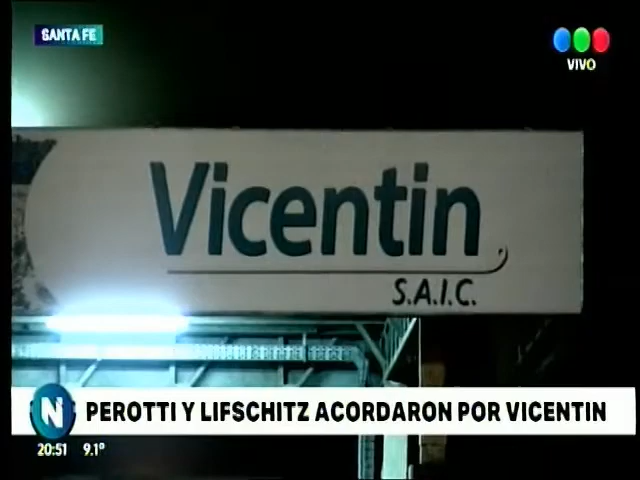 SANTA FE
VIVO
Vicentin
S.A.I.C.
N
PEROTTI Y LIFSCHITZ ACORDARON POR VICENTIN
20:51 9.1°